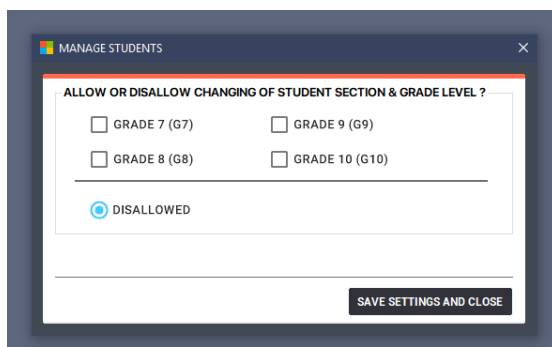 MANAGE STUDENTS
ALLOW OR DISALLOW CHANGING OF STUDENT SECTION & GRADE LEVEL ?
GRADE 7 (G7) GRADE 9 (G9)
GRADE 8 (G8) GRADE 10 (G10)
DISALLOWED
SAVE SETTINGS AND CLOSE